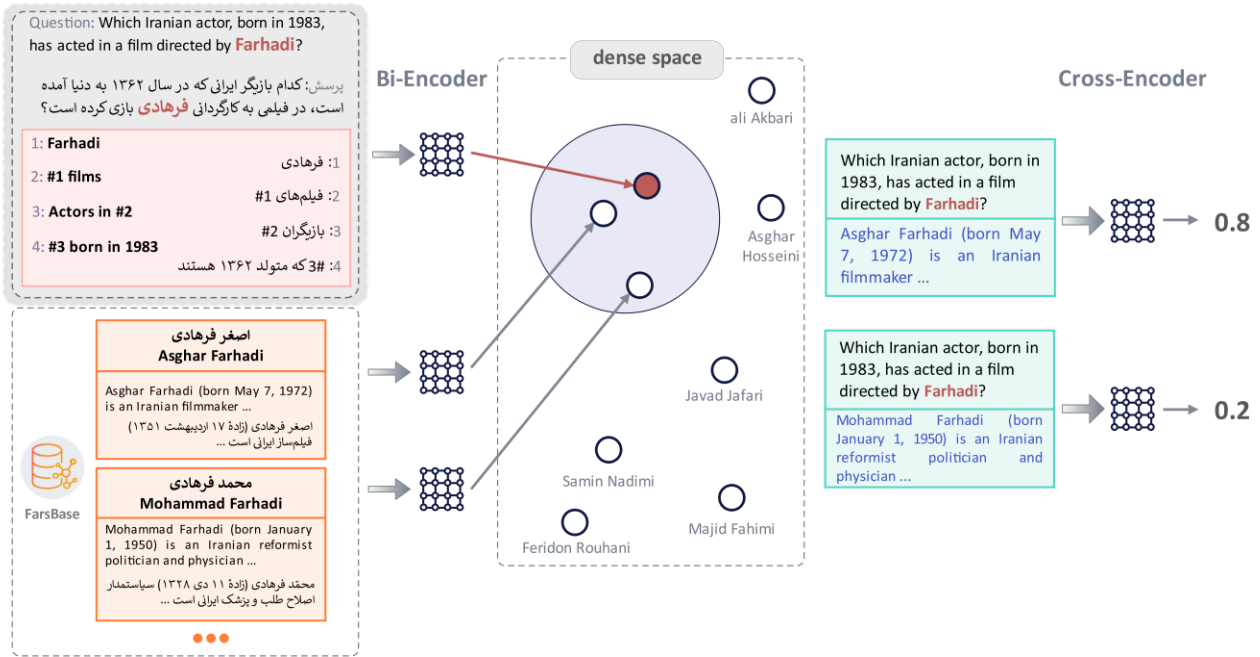 Question: Which Iranian actor, born in 1983,
has acted in a film directed by Farhadi?
پرسش: کدام بازیگر ایرانی که در سال ۱۳۶۲ به دنیا آمده
است، در فیلمی به کارگردانی فرهادی بازی کرده است؟
1: Farhadi
1: فرهادی
2: #1 films
2: فیلم‌های #1
3: Actors in #2
3: بازیگران #2
4: #3 born in 1983
4: #3 که متولد ۱۳۶۲ هستند
FarsBase
اصغر فرهادی
Asghar Farhadi
Asghar Farhadi (born May 7, 1972)
is an Iranian filmmaker ...
اصغر فرهادی (زادهٔ ۱۷ اردیبهشت ۱۳۵۱)
فیلم‌ساز ایرانی است ...
محمد فرهادی
Mohammad Farhadi
Mohammad Farhadi (born January
1, 1950) is an Iranian reformist
politician and physician ...
محمّد فرهادی (زادهٔ ۱۱ دی ۱۳۲۸) سیاستمدار
اصلاح طلب و پزشک ایرانی است ...
Bi-Encoder
dense space
ali Akbari
Asghar
Hosseini
Javad Jafari
Samin Nadimi
Majid Fahimi
Feridon Rouhani
Cross-Encoder
Which Iranian actor, born in
1983, has acted in a film
directed by Farhadi?
Asghar Farhadi (born May
7, 1972) is an Iranian
filmmaker ...
0.8
Which Iranian actor, born in
1983, has acted in a film
directed by Farhadi?
Mohammad Farhadi (born
January 1, 1950) is an Iranian
reformist politician and
physician ...
0.2